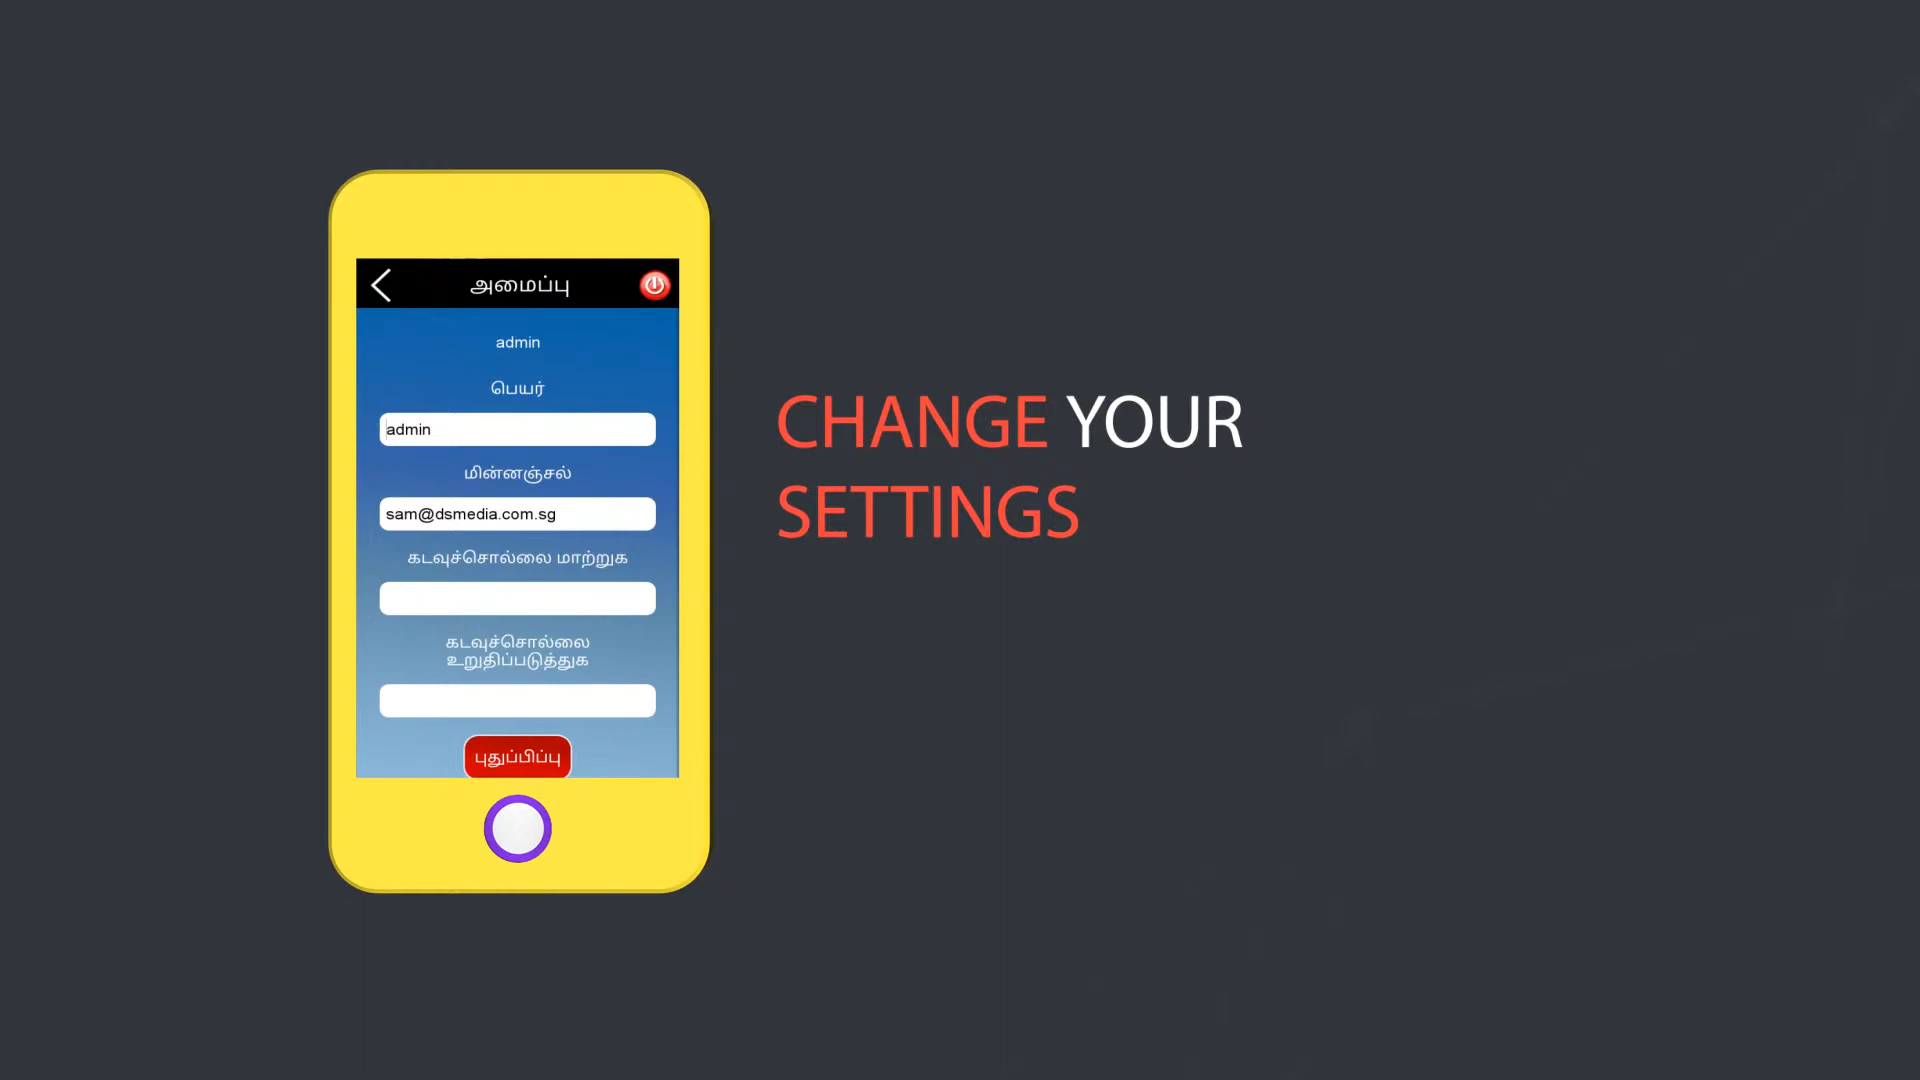 அமைப்பு
admin
பெயர்
admin
மின்னஞ்சல்
sam@dsmedia.com.sg
கடவுச்சொல்லை மாற்றுக
கடவுச்சொல்லை
உறுதிப்படுத்துக
புதுப்பிப்பு
CHANGE YOUR
SETTINGS